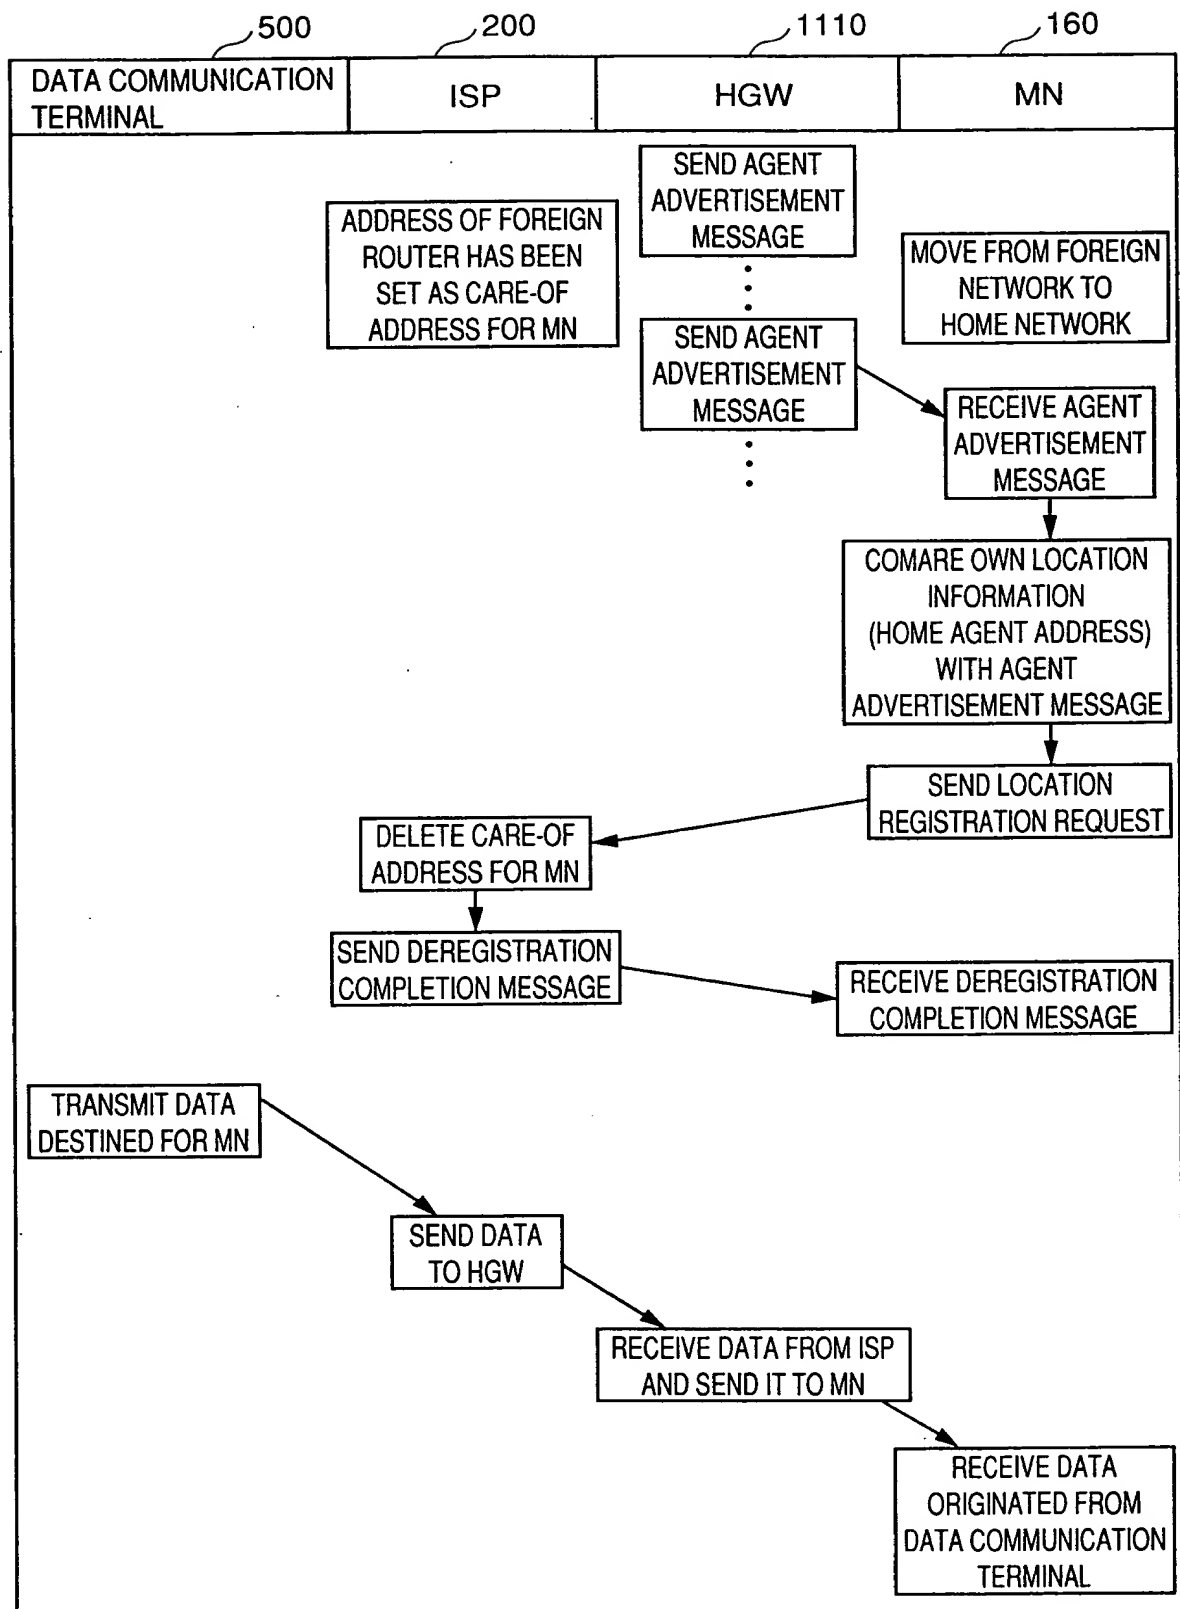 500
200
1110
160
DATA COMMUNICATION
TERMINAL
ISP
HGW
MN
SEND AGENT
ADVERTISEMENT
MESSAGE
ADDRESS OF FOREIGN
ROUTER HAS BEEN
SET AS CARE-OF
ADDRESS FOR MN
MOVE FROM FOREIGN
NETWORK TO
HOME NETWORK
SEND AGENT
ADVERTISEMENT
MESSAGE
RECEIVE AGENT
ADVERTISEMENT
MESSAGE
COMARE OWN LOCATION
INFORMATION
(HOME AGENT ADDRESS)
WITH AGENT
ADVERTISEMENT MESSAGE
SEND LOCATION
REGISTRATION REQUEST
DELETE CARE-OF
ADDRESS FOR MN
SEND DEREGISTRATION
COMPLETION MESSAGE
RECEIVE DEREGISTRATION
COMPLETION MESSAGE
TRANSMIT DATA
DESTINED FOR MN
SEND DATA
TO HGW
RECEIVE DATA FROM ISP
AND SEND IT TO MN
RECEIVE DATA
ORIGINATED FROM
DATA COMMUNICATION
TERMINAL